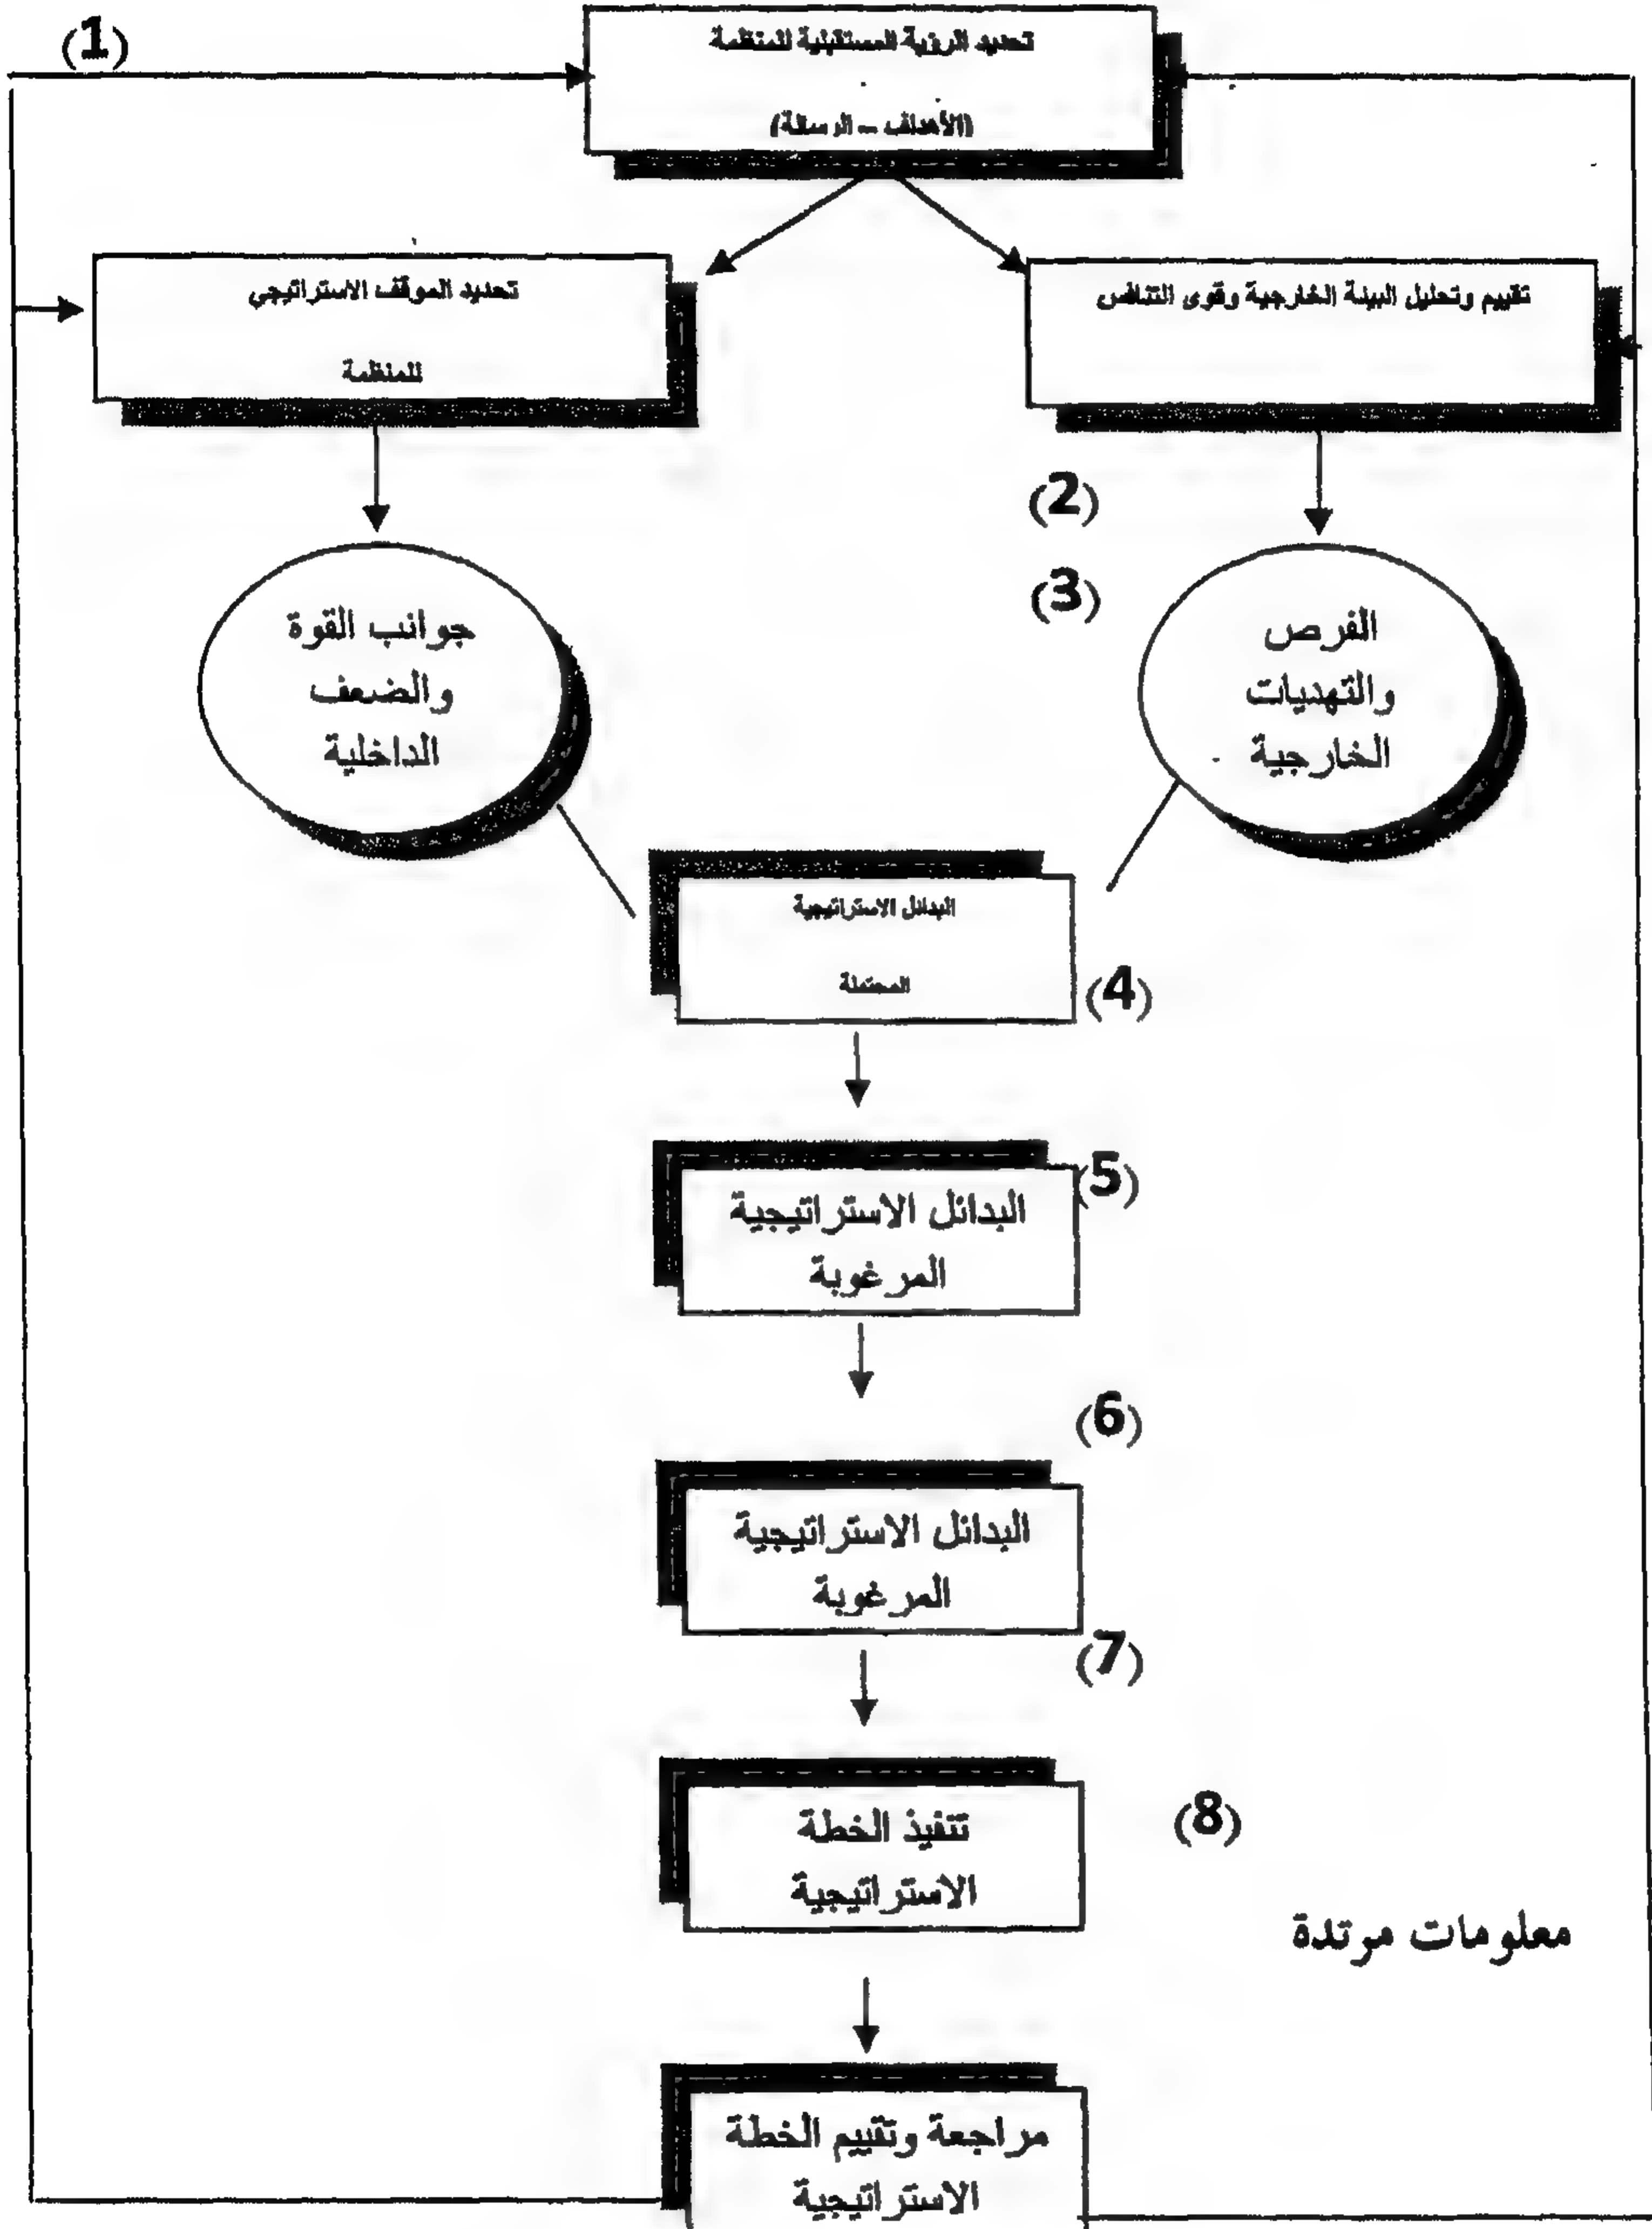 (1)
تحديد الرؤية المستقبلية للمنظمة
(الأهداف – الرسالة)
تقييم وتحليل البيئة الخارجية وقوى التنافس
تحديد الموقف الاستراتيجي
للمنظمة
(2)
(3)
الفرص
والتهديات
الخارجية
جوانب القوة
والضعف
الداخلية
البدائل الاستراتيجية
المحتملة
(4)
(5)
البدائل الاستراتيجية
المرغوبة
(6)
البدائل الاستراتيجية
المرغوبة
(7)
تنفيذ الخطة
الاستراتيجية
(8)
معلومات مرتدة
مراجعة وتقييم الخطة
الاستراتيجية